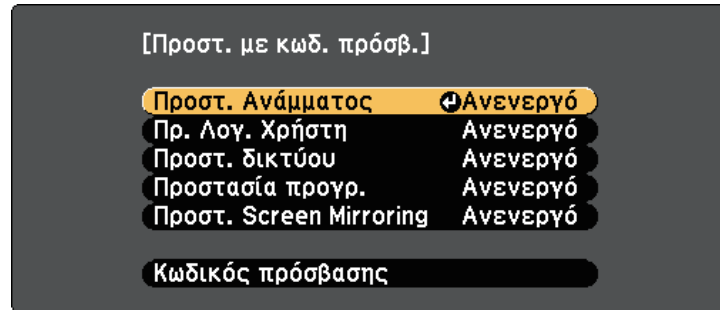 [Προστ. με κωδ. πρόσβ.]
Προστ. Ανάμματος Ανενεργό
Πρ. Λογ. Χρήστη Ανενεργό
Προστ. δικτύου Ανενεργό
Προστασία προγρ. Ανενεργό
Προστ. Screen Mirroring Ανενεργό
Κωδικός πρόσβασης